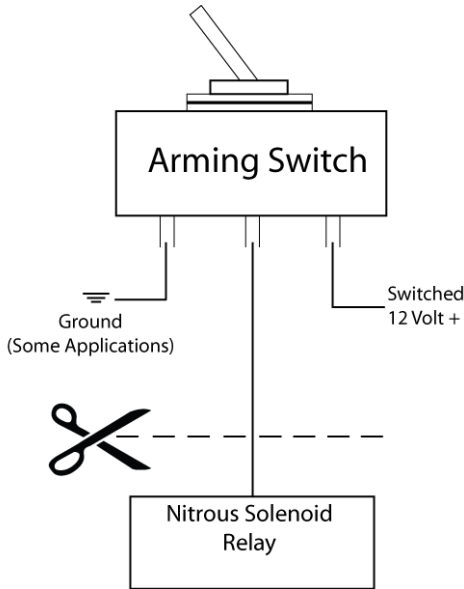 Arming Switch
Ground
(Some Applications)
Switched
12 Volt +
Nitrous Solenoid
Relay